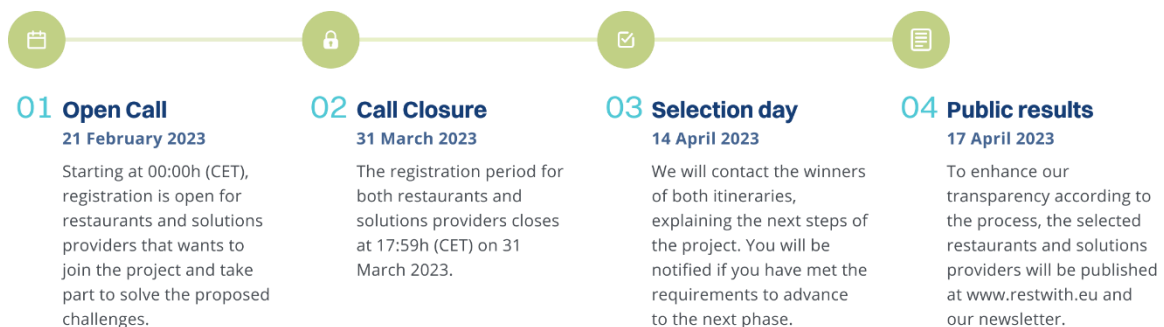 01 Open Call
21 February 2023
Starting at 00:00h (CET),
registration is open for
restaurants and solutions
providers that wants to
join the project and take
part to solve the proposed
challenges.
02 Call Closure
31 March 2023
The registration period for
both restaurants and
solutions providers closes
at 17:59h (CET) on 31
March 2023.
03 Selection day
14 April 2023
We will contact the winners
of both itineraries,
explaining the next steps of
the project. You will be
notified if you have met the
requirements to advance
to the next phase.
04 Public results
17 April 2023
To enhance our
transparency according to
the process, the selected
restaurants and solutions
providers will be published
at www.restwith.eu and
our newsletter.